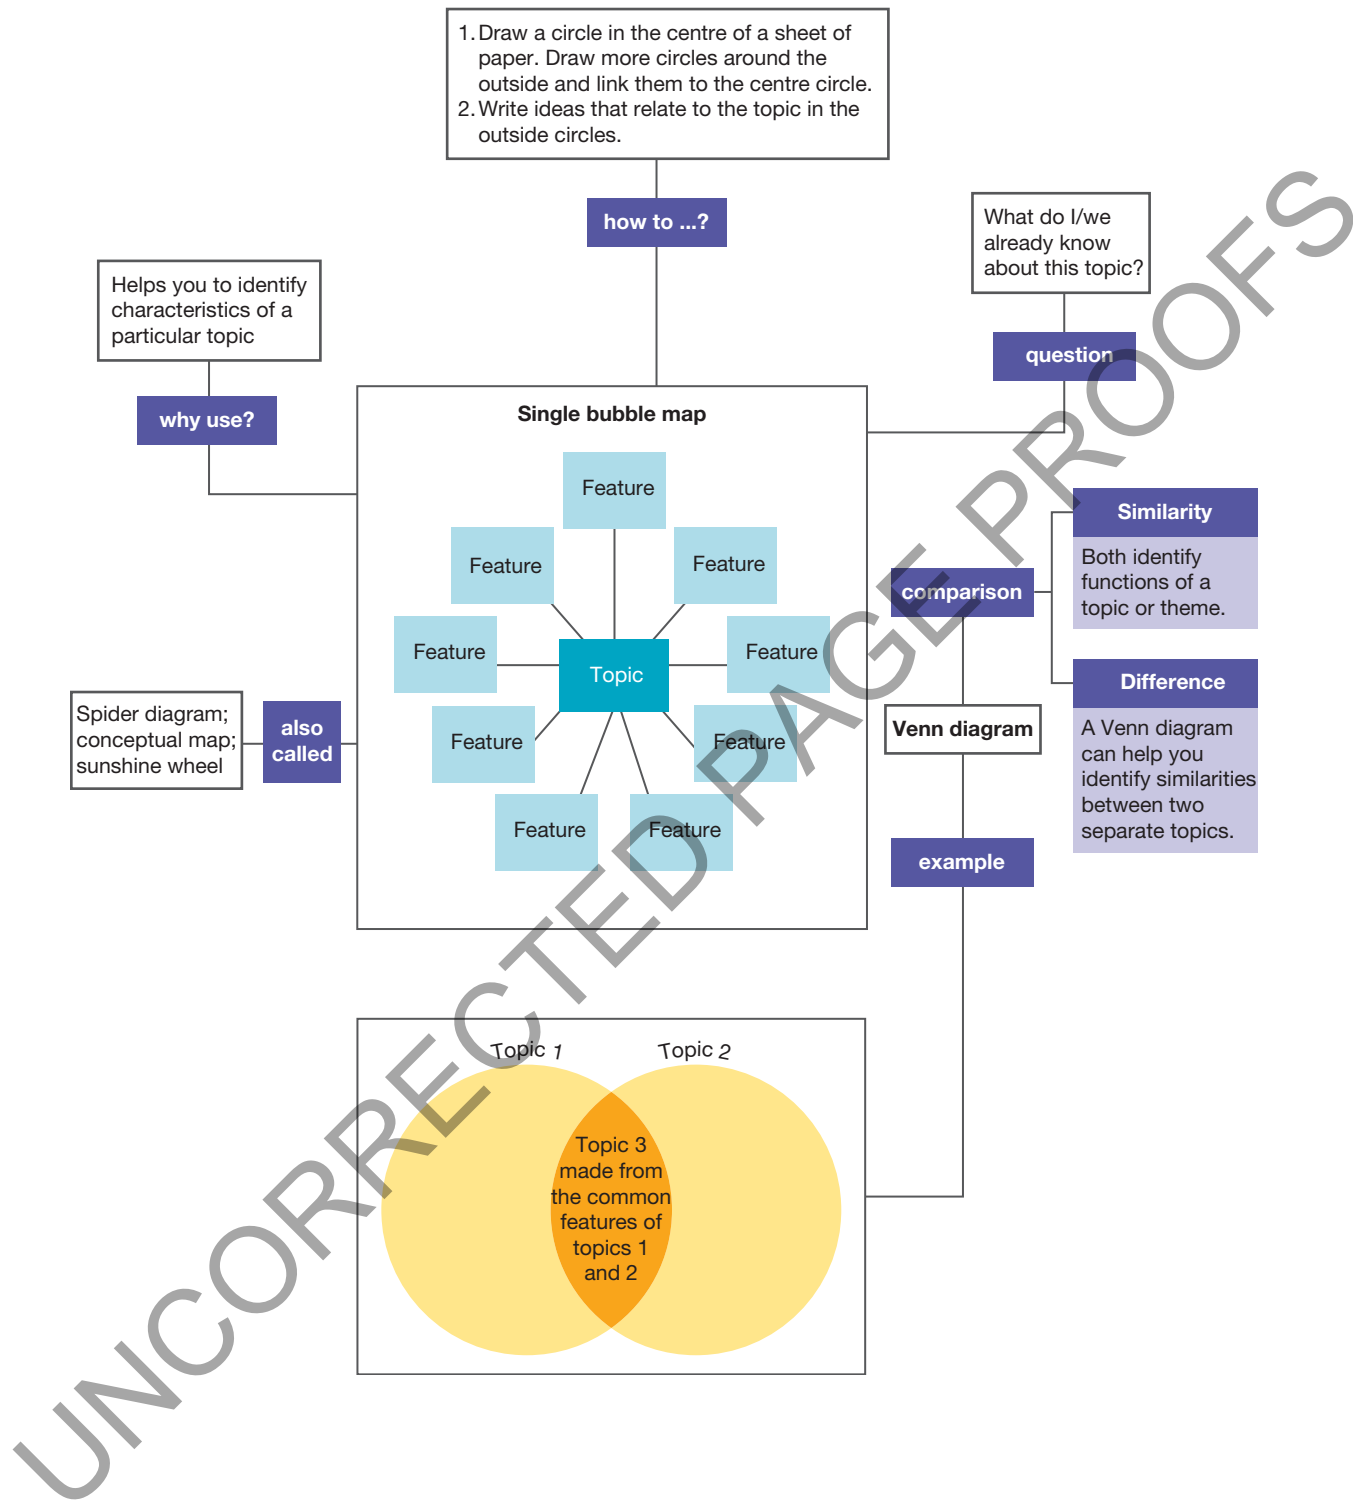 1. Draw a circle in the centre of a sheet of
paper. Draw more circles around the
outside and link them to the centre circle.
2. Write ideas that relate to the topic in the
outside circles.
how to ...?
What do I/we
already know
about this topic?
question
Helps you to identify
characteristics of a
particular topic
why use?
Single bubble map
Feature
Feature
Feature
Feature
Feature
Topic
Feature
Feature
Feature
Feature
also
called
Spider diagram;
conceptual map;
sunshine wheel
comparison
Similarity
Both identify
functions of a
topic or theme.
Difference
A Venn diagram
can help you
identify similarities
between two
separate topics.
Venn diagram
example
Topic 1
Topic 2
Topic 3
made from
the common
features of
topics 1
and 2
UNCORRECTED PAGE PROOFS